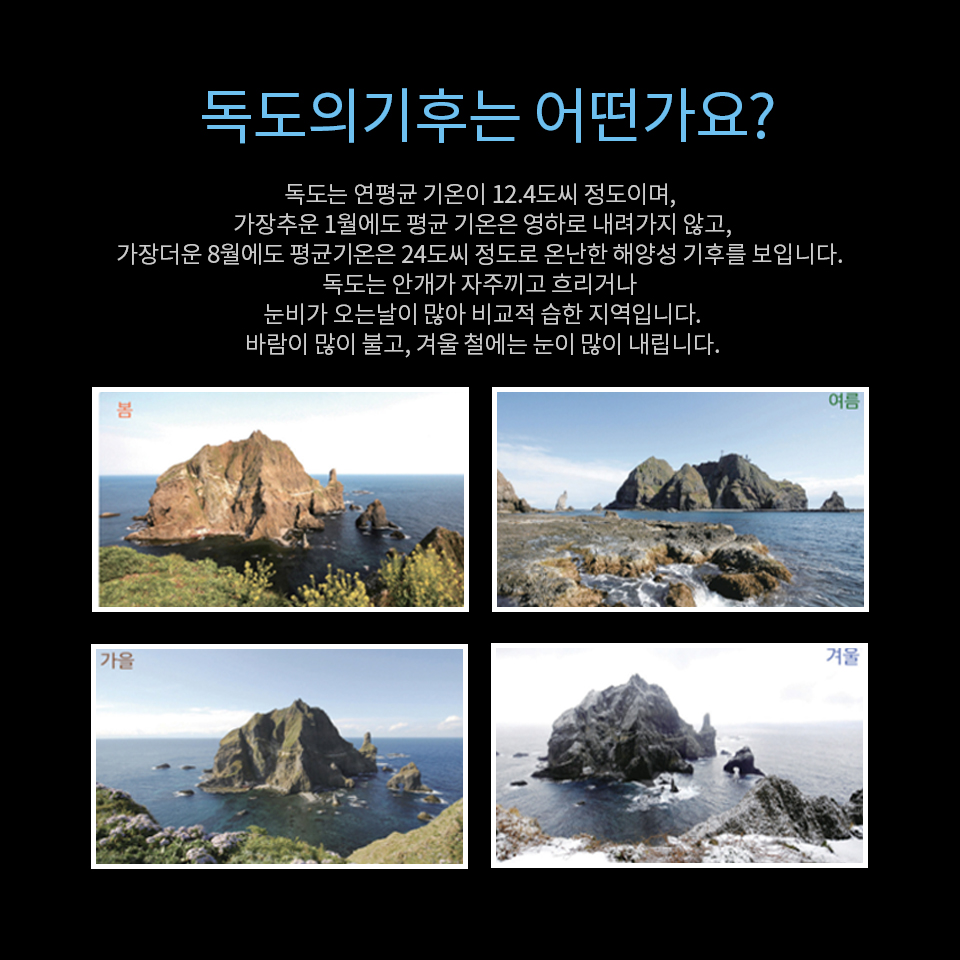 독도의기후는 어떤가요?
독도는 연평균 기온이 12.4도씨 정도이며,
가장추운 1월에도 평균 기온은 영하로 내려가지 않고,
가장더운 8월에도 평균기온은 24도씨 정도로 온난한 해양성 기후를 보입니다.
독도는 안개가 자주끼고 흐리거나
눈비가 오는날이 많아 비교적 습한 지역입니다.
바람이 많이 불고, 겨울 철에는 눈이 많이 내립니다.
봄
여름
가을
겨울